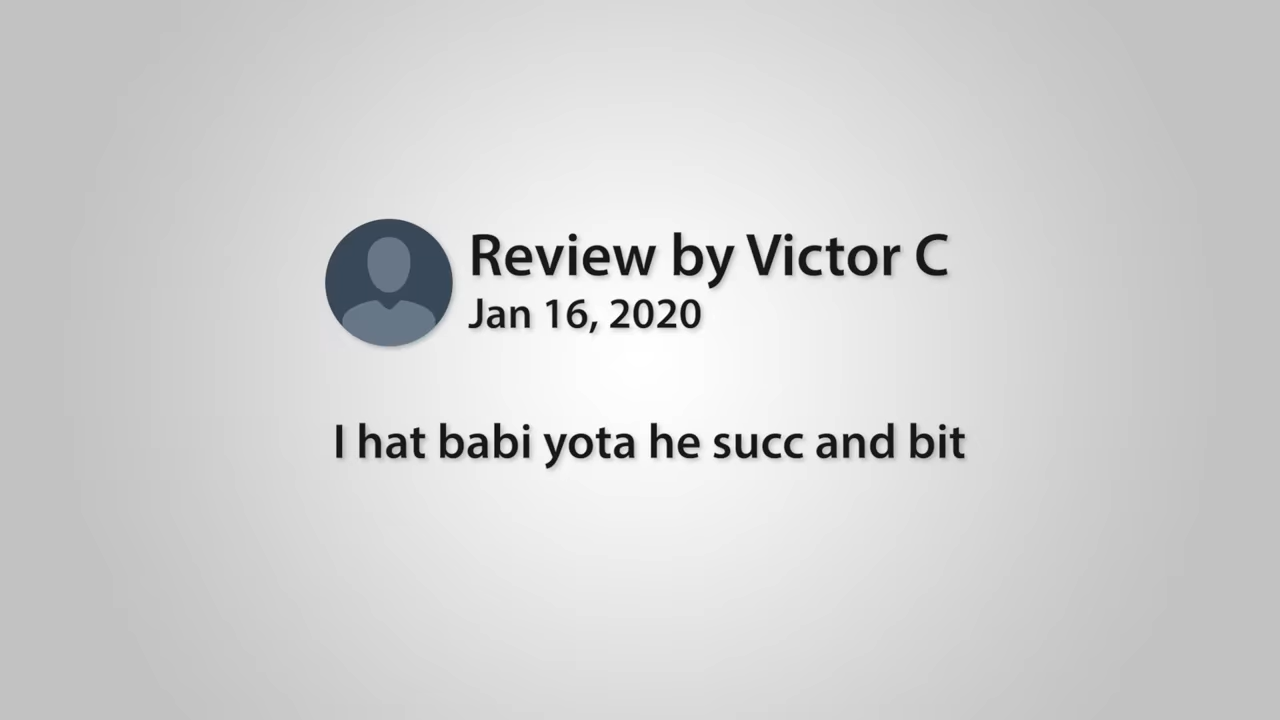 Review by Victor C
Jan 16, 2020
I hat babi yota he succ and bit